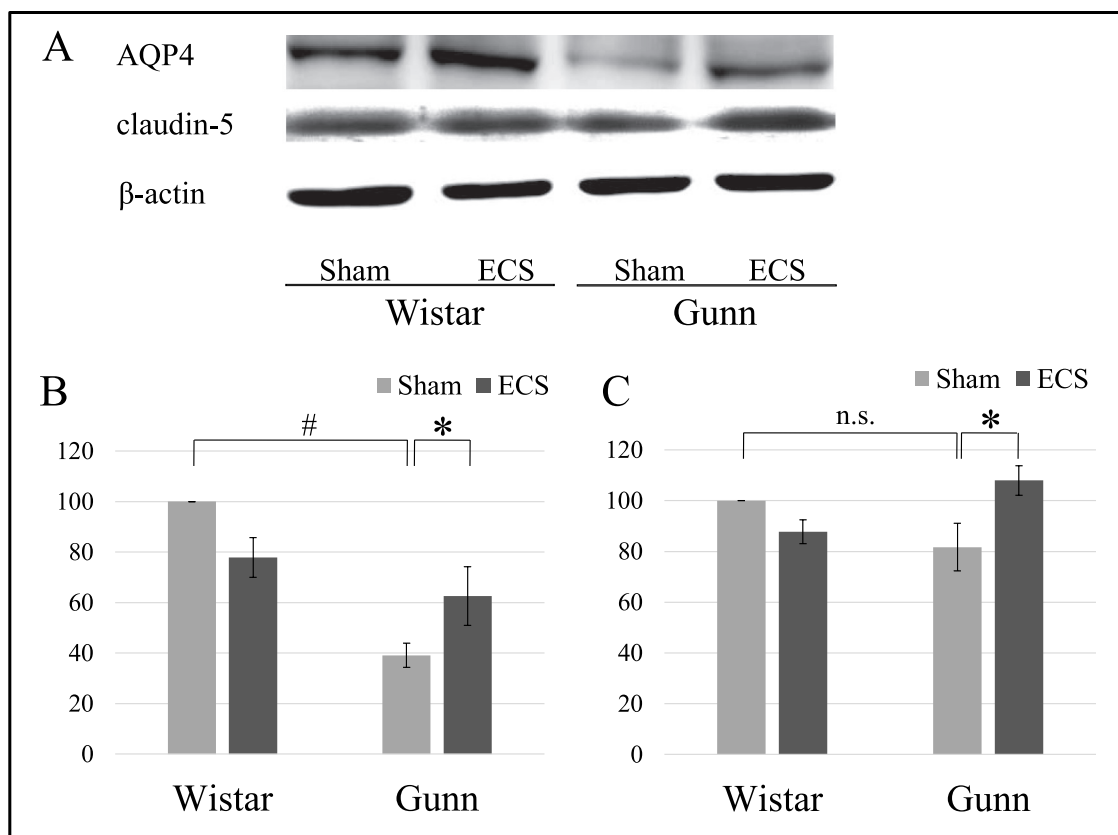 A
AQP4
claudin-5
β-actin
Sham ECS Sham ECS
Wistar Gunn
B
Sham ECS
# *
120
100
80
60
40
20
0
Wistar Gunn
C
Sham ECS
n.s. *
120
100
80
60
40
20
0
Wistar Gunn